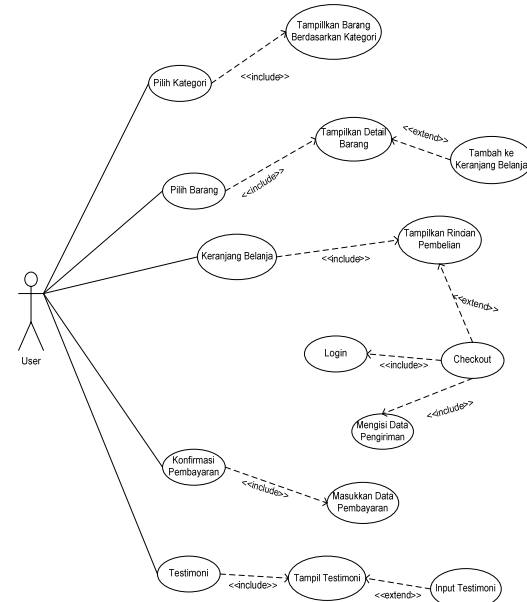 Tampillkan Barang
Berdasarkan Kategori
Pilih Kategori
<<include>>
Tampilkan Detail
Barang
<<extend>>
Tambah ke
Keranjang Belanja
Pilih Barang
<<include>>
Keranjang Belanja
<<include>>
Tampilkan Rincian
Pembelian
<<extend>>
User
Login
<<include>>
Checkout
<<include>>
Mengisi Data
Pengiriman
Konfirmasi
Pembayaran
<<include>>
Masukkan Data
Pembayaran
Testimoni
<<include>>
Tampil Testimoni
<<extend>>
Input Testimoni